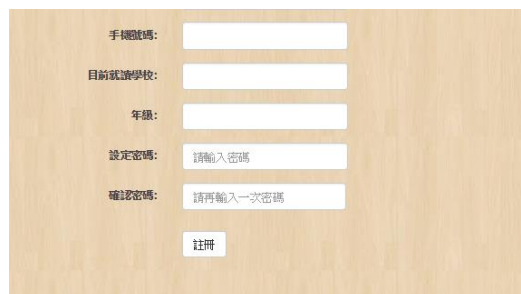 手機號碼:
目前就讀學校:
年級:
設定密碼: 請輸入密碼
確認密碼: 請再輸入一次密碼
註冊